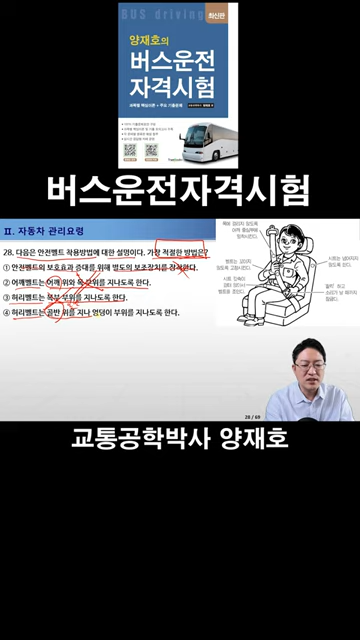 BUS driving
최신판
양재호의
버스운전
자격시험
버스운전자격시험
Ⅱ. 자동차 관리요령
28. 다음은 안전벨트 착용방법에 대한 설명이다. 가장 적절한 방법은?
① 안전벨트의 보호효과 증대를 위해 별도의 보조장치를 장착한다.
② 어깨벨트는 어깨 위와 목 부위를 지나도록 한다.
③ 허리벨트는 복부 부위를 지나도록 한다.
④ 허리벨트는 골반 위를 지나 엉덩이 부위를 지나도록 한다.
28 / 69
교통공학박사 양재호